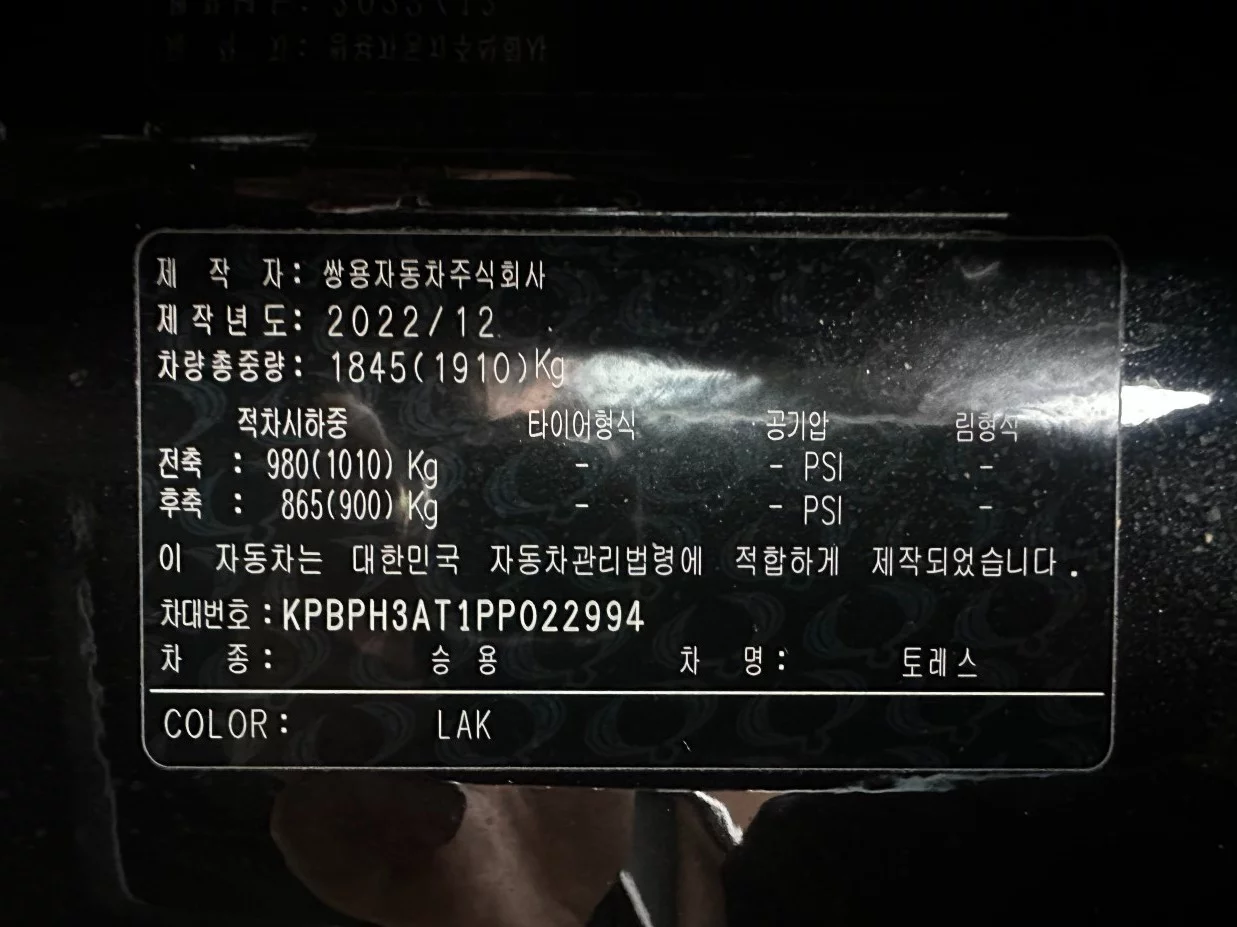 제 작 자: 쌍용자동차주식회사
제작년도: 2022/12
차량총중량: 1845(1910)Kg
적차시하중 타이어형식 공기압 림형식
전축 : 980(1010) Kg - - PSI -
후축 : 865(900) Kg - - PSI -
이 자동차는 대한민국 자동차관리법령에 적합하게 제작되었습니다.
차대번호:KPBPH3AT1PP022994
차 종: 승 용 차 명: 토레스
COLOR: LAK